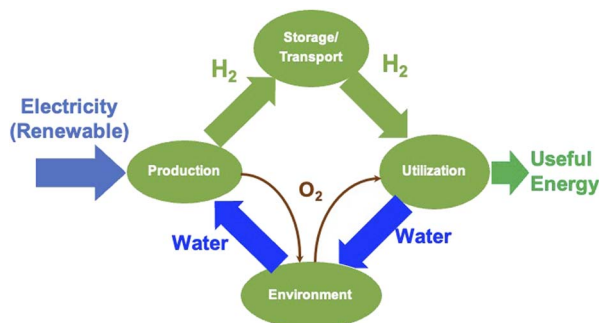 Storage/
Transport
H₂
H₂
Electricity
(Renewable)
Production
Utilization
Useful
Energy
O₂
Water
Water
Environment